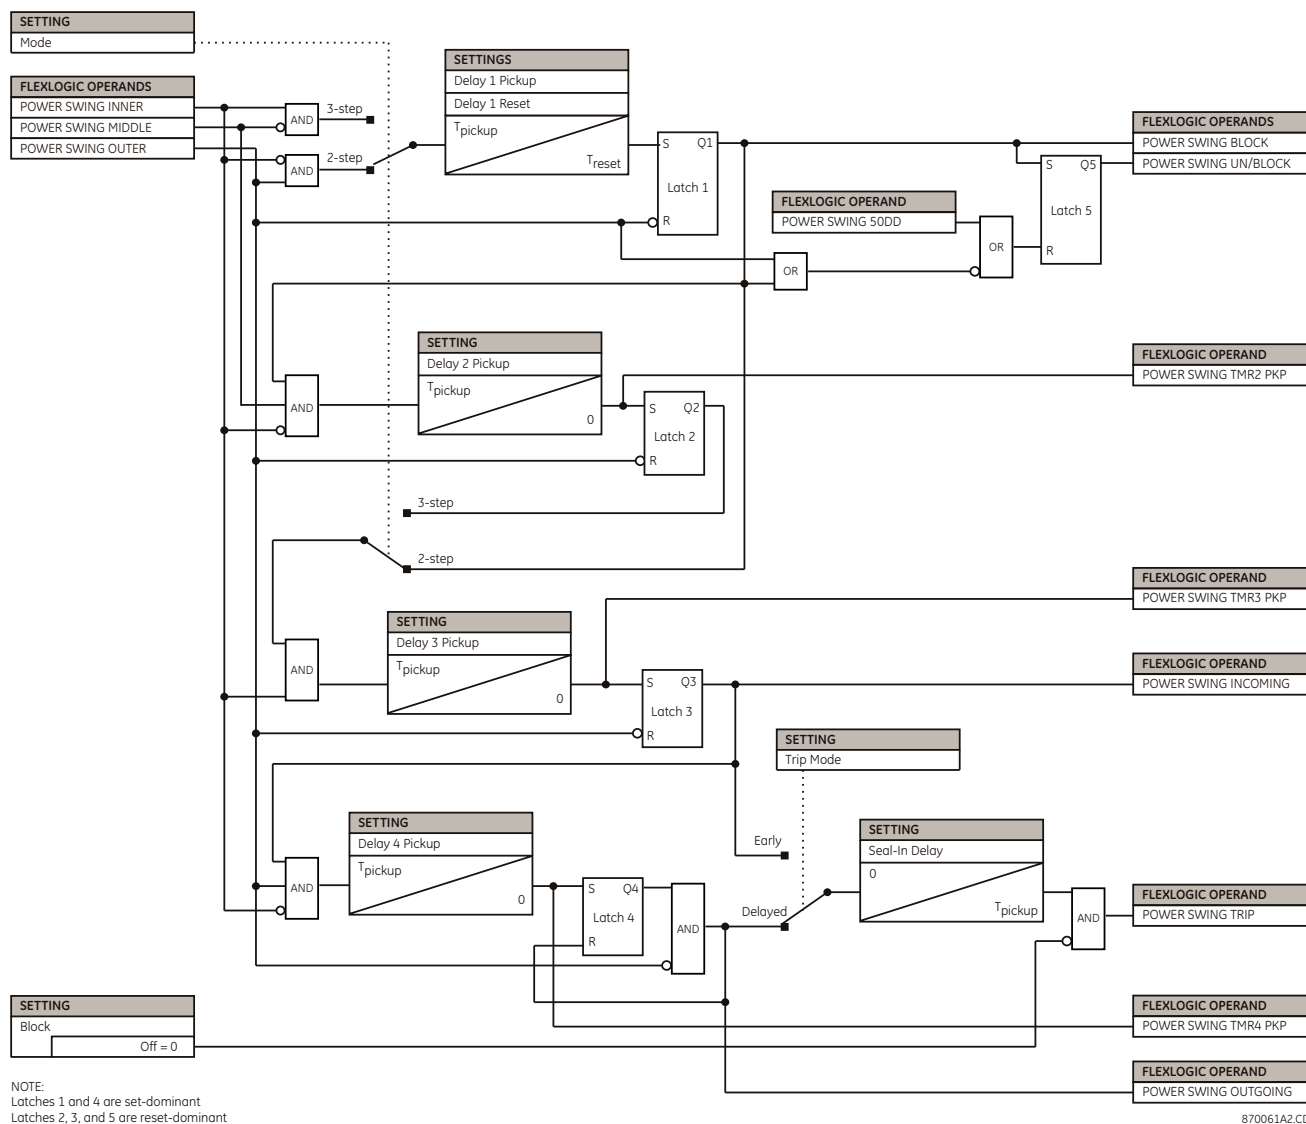 SETTING
Mode
FLEXLOGIC OPERANDS
POWER SWING INNER
POWER SWING MIDDLE
POWER SWING OUTER
AND
3-step
AND
2-step
SETTINGS
Delay 1 Pickup
Delay 1 Reset
Tpickup
Treset
S Q1
Latch 1
R
FLEXLOGIC OPERANDS
POWER SWING BLOCK
POWER SWING UN/BLOCK
S Q5
Latch 5
R
FLEXLOGIC OPERAND
POWER SWING 50DD
OR
OR
SETTING
Delay 2 Pickup
Tpickup
0
AND
S Q2
Latch 2
R
FLEXLOGIC OPERAND
POWER SWING TMR2 PKP
3-step
2-step
FLEXLOGIC OPERAND
POWER SWING TMR3 PKP
SETTING
Delay 3 Pickup
Tpickup
0
AND
S Q3
Latch 3
R
FLEXLOGIC OPERAND
POWER SWING INCOMING
SETTING
Trip Mode
SETTING
Delay 4 Pickup
Tpickup
0
AND
S Q4
Latch 4
R
AND
Early
Delayed
SETTING
Seal-In Delay
0
Tpickup
AND
FLEXLOGIC OPERAND
POWER SWING TRIP
SETTING
Block
Off = 0
FLEXLOGIC OPERAND
POWER SWING TMR4 PKP
FLEXLOGIC OPERAND
POWER SWING OUTGOING
NOTE:
Latches 1 and 4 are set-dominant
Latches 2, 3, and 5 are reset-dominant